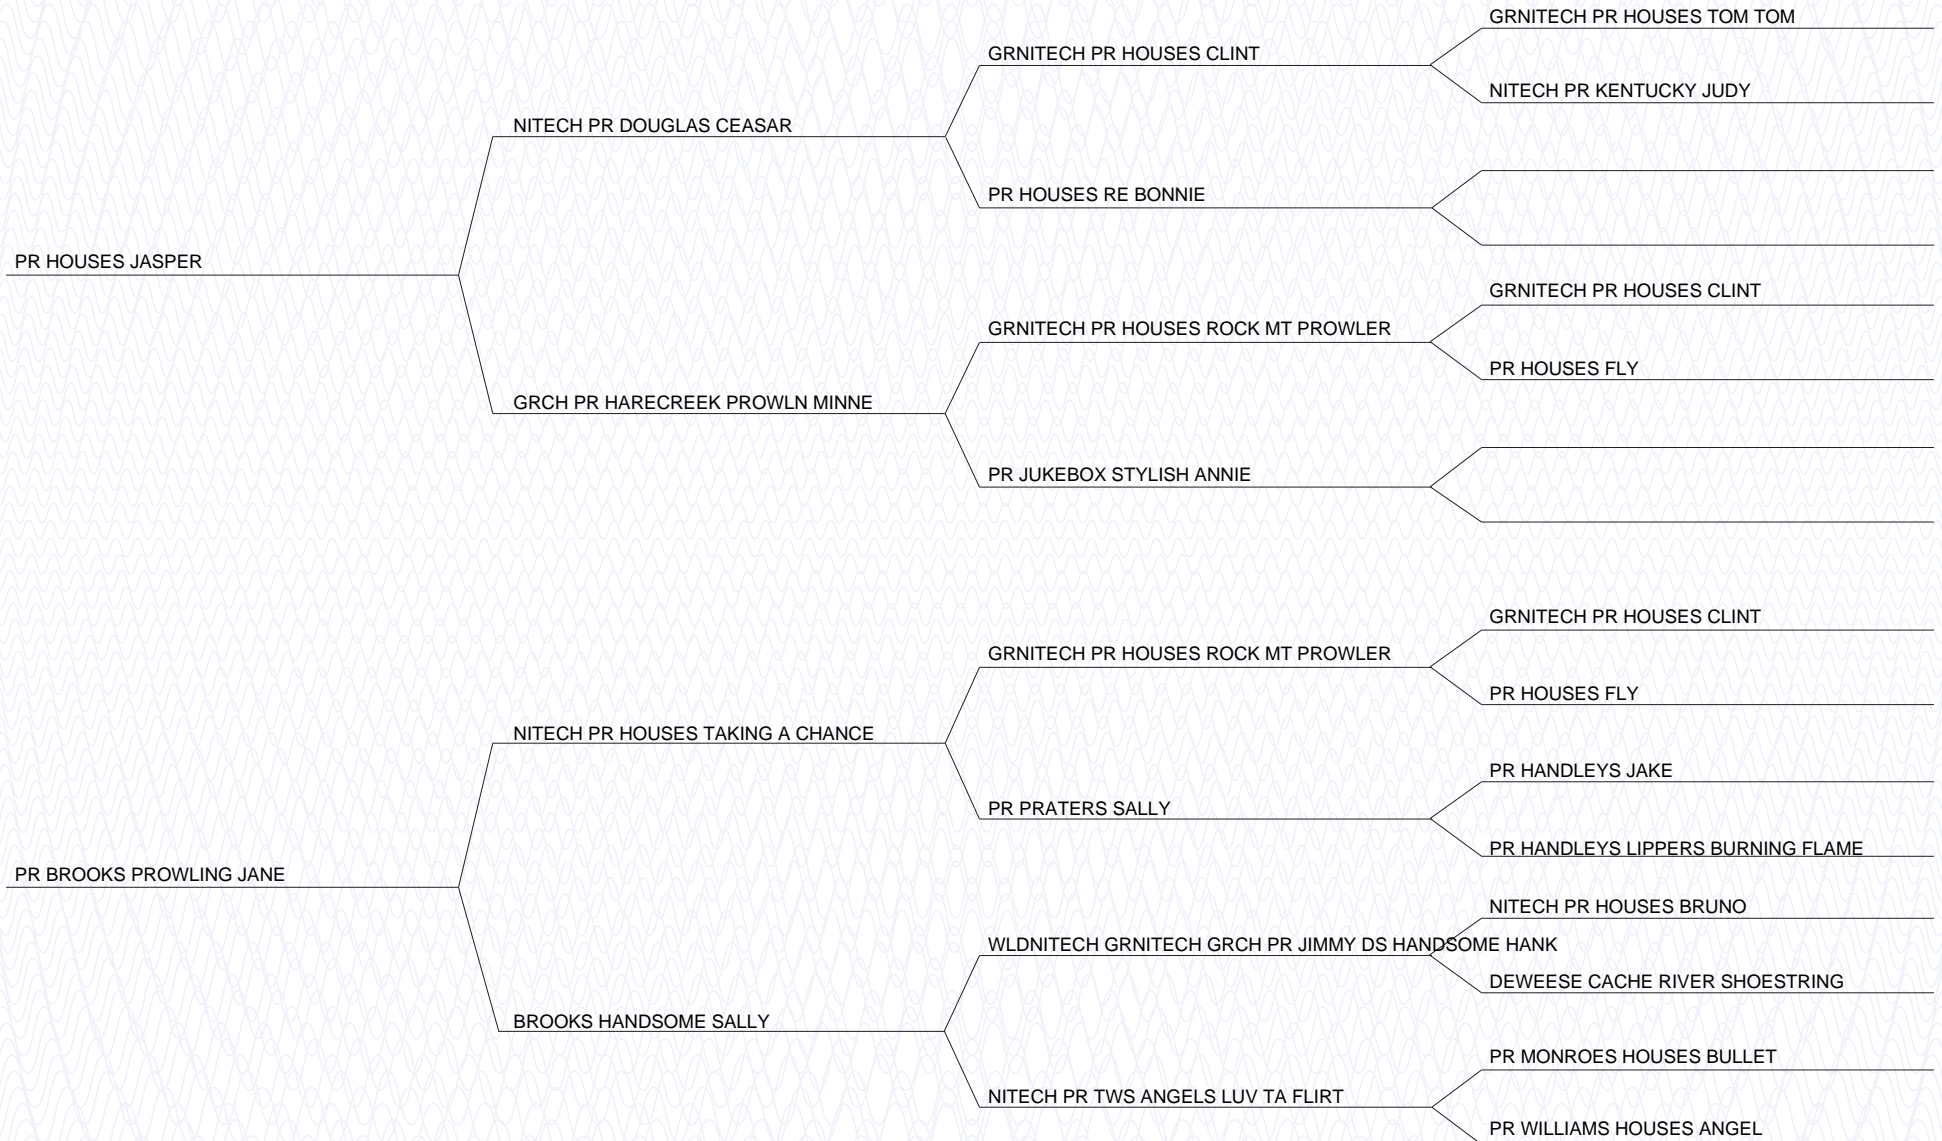 GRNITECH PR HOUSES TOM TOM
GRNITECH PR HOUSES CLINT
NITECH PR KENTUCKY JUDY
NITECH PR DOUGLAS CEASAR
PR HOUSES RE BONNIE
PR HOUSES JASPER
GRNITECH PR HOUSES CLINT
GRNITECH PR HOUSES ROCK MT PROWLER
PR HOUSES FLY
GRCH PR HARECREEK PROWLN MINNE
PR JUKEBOX STYLISH ANNIE
GRNITECH PR HOUSES CLINT
GRNITECH PR HOUSES ROCK MT PROWLER
PR HOUSES FLY
NITECH PR HOUSES TAKING A CHANCE
PR HANDLEYS JAKE
PR PRATERS SALLY
PR HANDLEYS LIPPERS BURNING FLAME
PR BROOKS PROWLING JANE
NITECH PR HOUSES BRUNO
WLDNITECH GRNITECH GRCH PR JIMMY DS HANDSOME HANK
DEWEESE CACHE RIVER SHOESTRING
BROOKS HANDSOME SALLY
PR MONROES HOUSES BULLET
NITECH PR TWS ANGELS LUV TA FLIRT
PR WILLIAMS HOUSES ANGEL